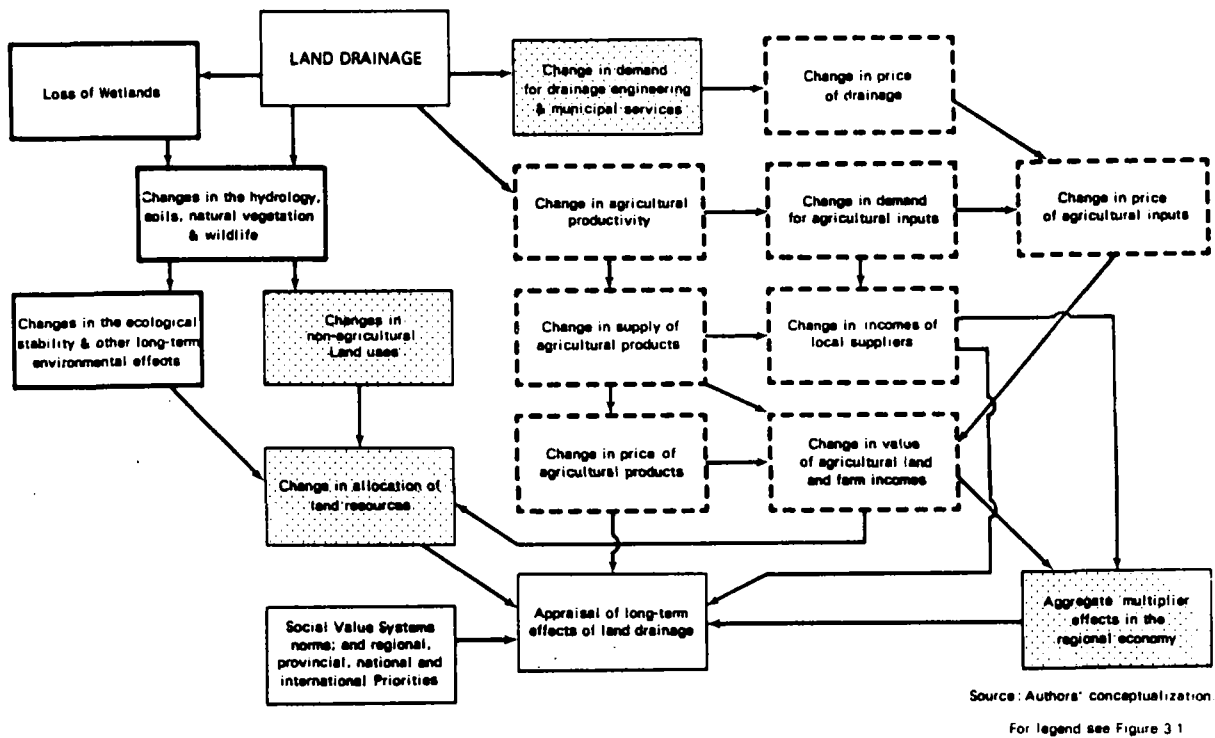 LAND DRAINAGE
Loss of Wetlands
Change in demand
for drainage engineering
& municipal services
Change in price
of drainage
Changes in the hydrology,
soils, natural vegetation
& wildlife
Change in agricultural
productivity
Change in demand
for agricultural inputs
Change in price
of agricultural inputs
Changes in the ecological
stability & other long-term
environmental effects
Changes in
non-agricultural
Land uses
Change in supply of
agricultural products
Change in incomes of
local suppliers
Change in allocation of
land resources
Change in price of
agricultural products
Change in value
of agricultural land
and farm incomes
Social Value Systems
norms; and regional,
provincial, national and
international Priorities
Appraisal of long-term
effects of land drainage
Aggregate multiplier
effects in the
regional economy
Source: Authors' conceptualization.
For legend see Figure 3.1